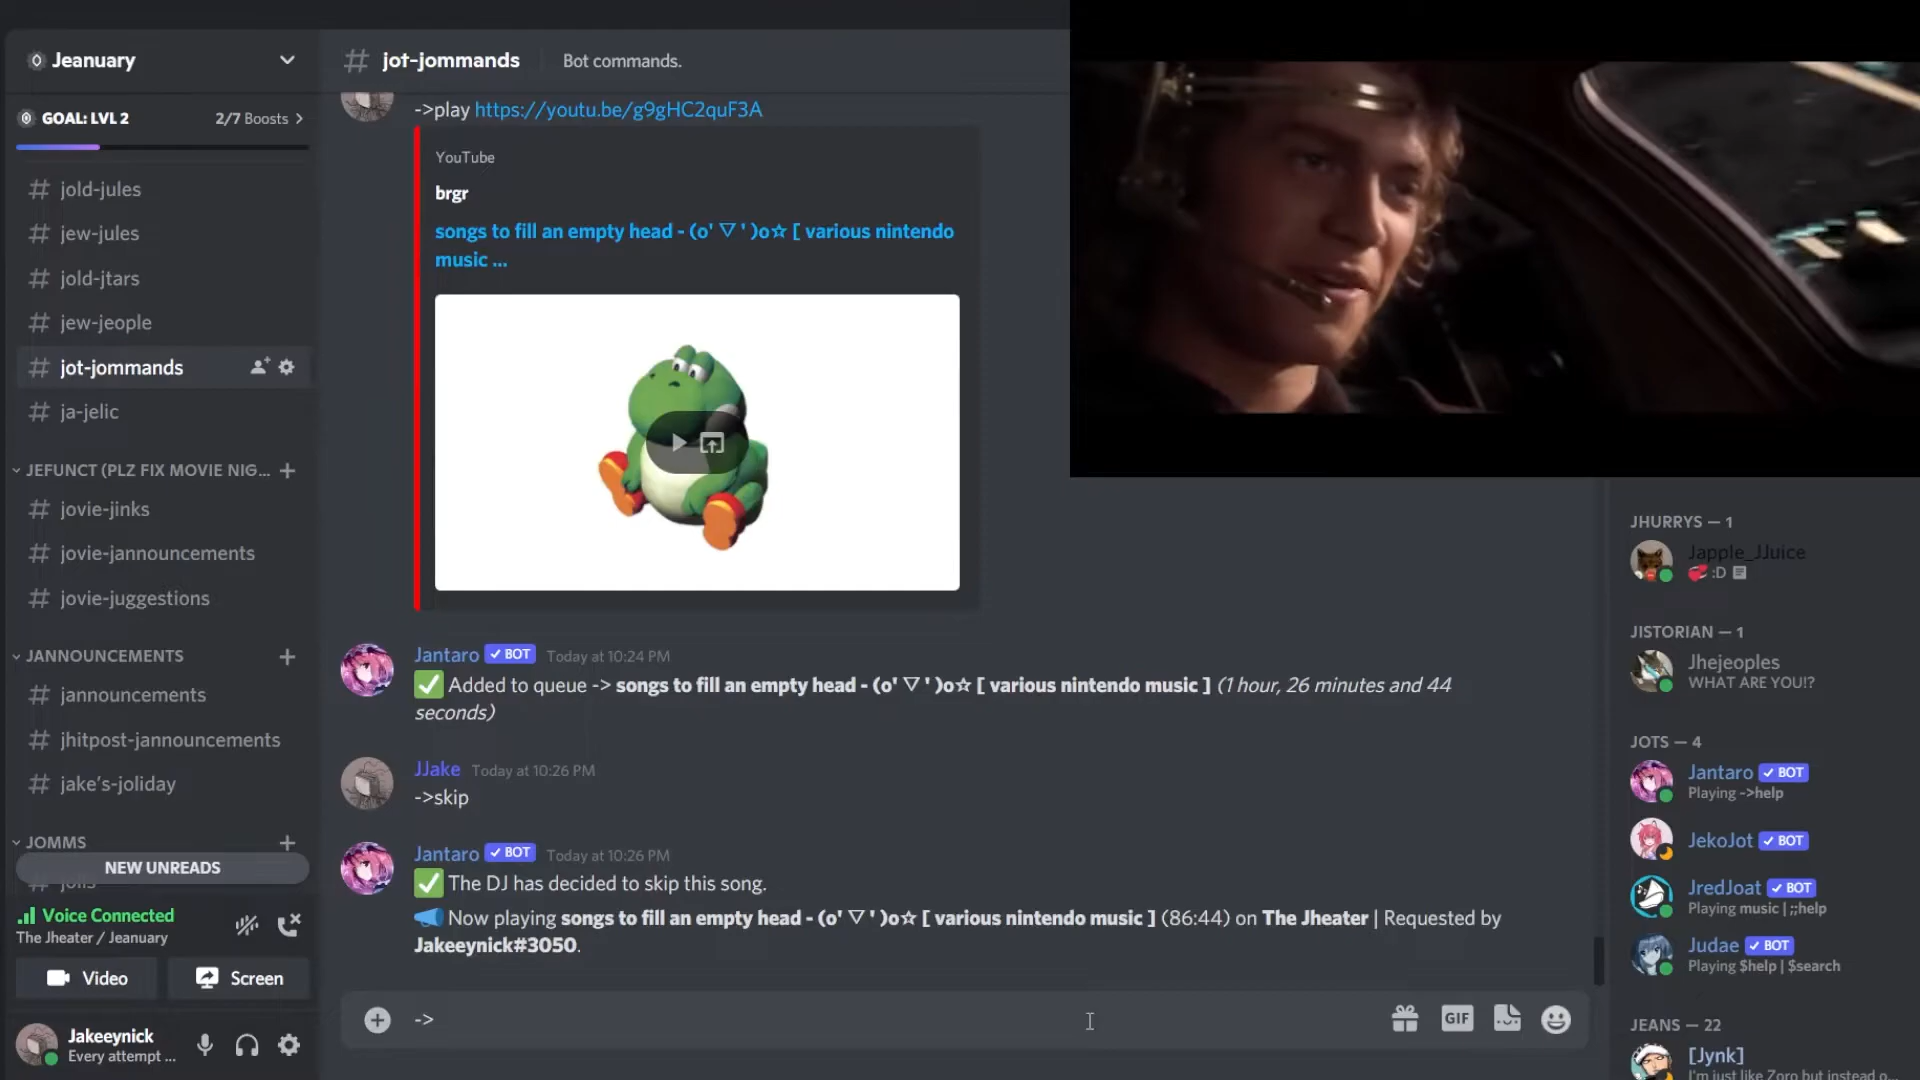 Jeanuary
GOAL: LVL 2 2/7 Boosts >
# jold-jules
# jew-jules
# jold-jtars
# jew-jeople
# jot-jommands
# ja-jelic
JEFUNCT (PLZ FIX MOVIE NIG... +
# jovie-jinks
# jovie-jannouncements
# jovie-juggestions
JANNOUNCEMENTS +
# jannouncements
# jhitpost-jannouncements
# jake's-joliday
JOMMS +
NEW UNREADS
Voice Connected
The Jheater / Jeanuary
Video Screen
Jakeeynick
Every attempt ...
# jot-jommands Bot commands.
->play https://youtu.be/g9gHC2quF3A
YouTube
brgr
songs to fill an empty head - (o' ▽ ' )o☆ [ various nintendo
music ...
Jantaro ✓ BOT Today at 10:24 PM
✅ Added to queue -> songs to fill an empty head - (o' ▽ ' )o☆ [ various nintendo music ] (1 hour, 26 minutes and 44
seconds)
JJake Today at 10:26 PM
->skip
Jantaro ✓ BOT Today at 10:26 PM
✅ The DJ has decided to skip this song.
📣 Now playing songs to fill an empty head - (o' ▽ ' )o☆ [ various nintendo music ] (86:44) on The Jheater | Requested by
Jakeeynick#3050.
->
GIF
JHURRYS — 1
Japple_JJuice
:D
JISTORIAN — 1
Jhejeoples
WHAT ARE YOU!?
JOTS — 4
Jantaro ✓ BOT
Playing ->help
JekoJot ✓ BOT
JredJoat ✓ BOT
Playing music | ;;help
Judae ✓ BOT
Playing $help | $search
JEANS — 22
[Jynk]
I'm just like Zoro but instead o...